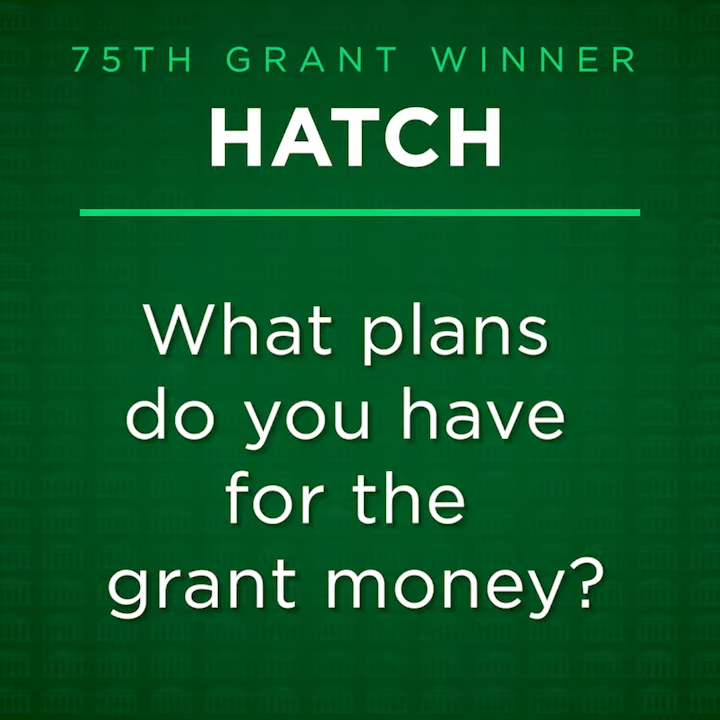 75TH GRANT WINNER
HATCH
What plans
do you have
for the
grant money?